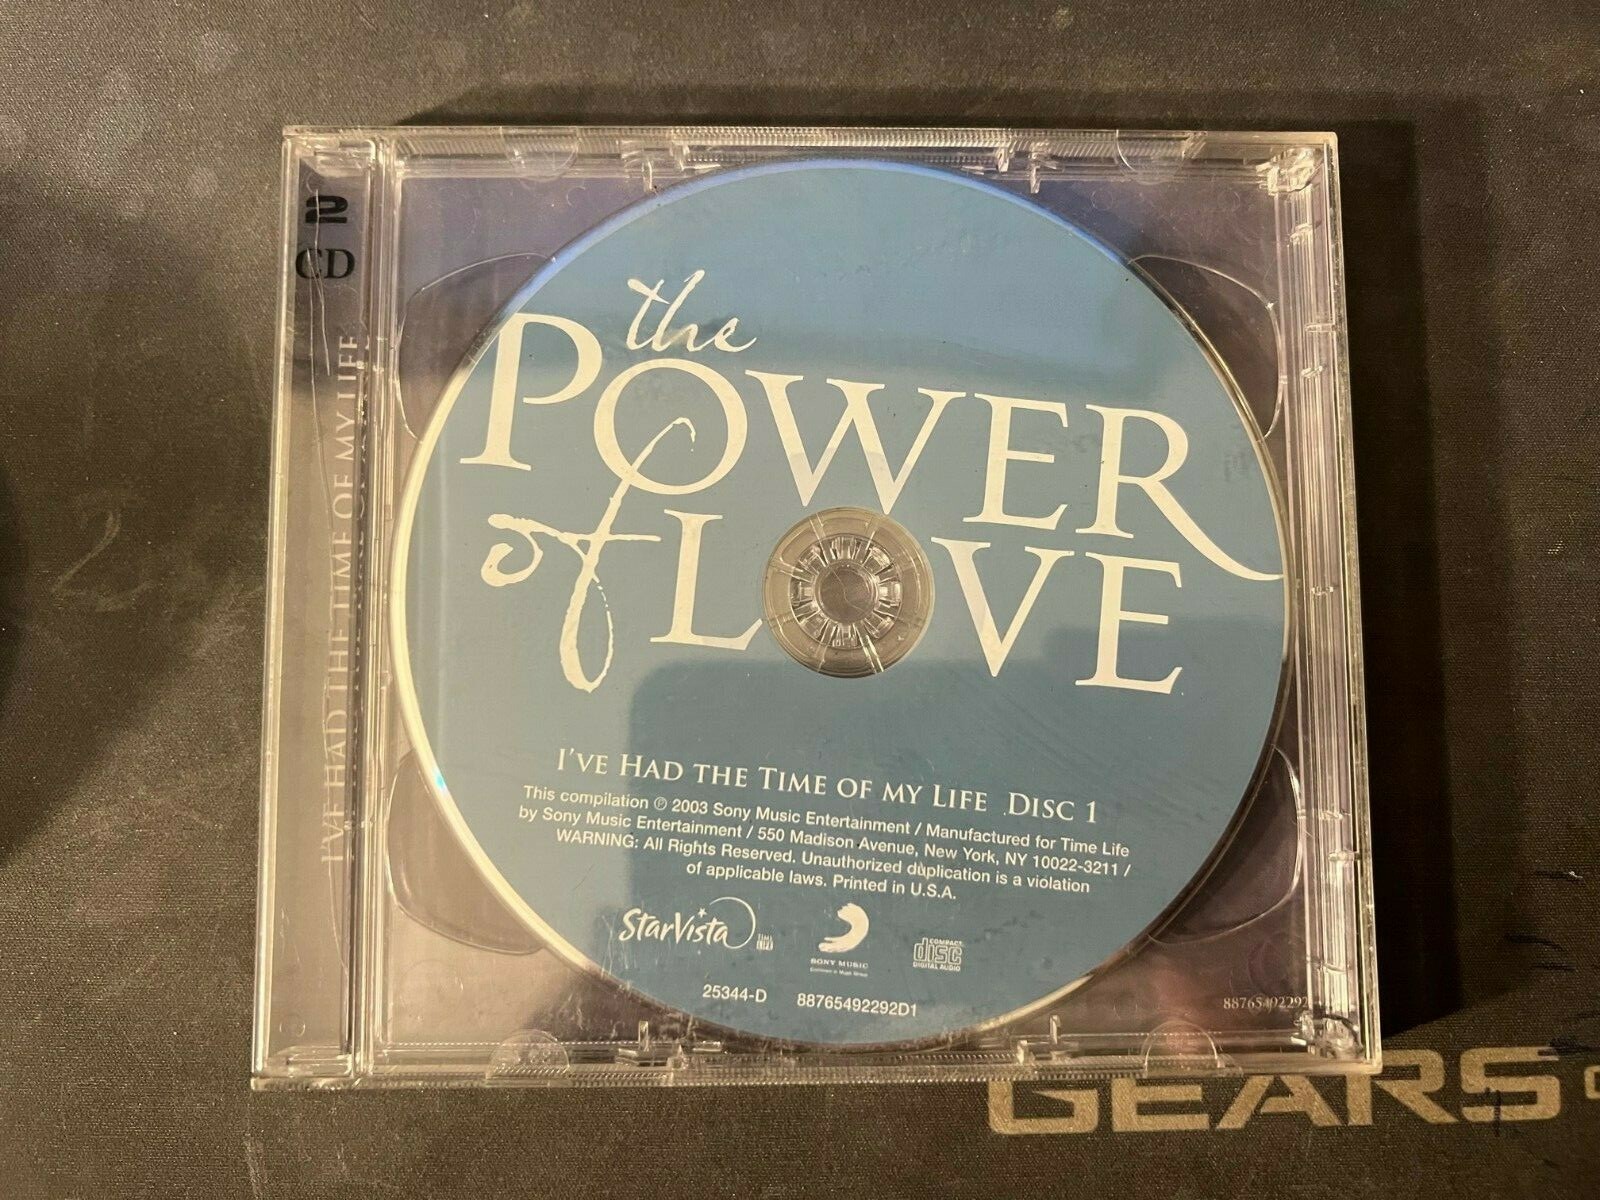 2
CD
I'VE HAD THE TIME OF MY LIFE
the
POWER
of LOVE
I'VE HAD THE TIME OF MY LIFE DISC 1
This compilation ℗ 2003 Sony Music Entertainment / Manufactured for Time Life
by Sony Music Entertainment / 550 Madison Avenue, New York, NY 10022-3211 /
WARNING: All Rights Reserved. Unauthorized duplication is a violation
of applicable laws. Printed in U.S.A.
StarVista
TIME LIFE
SONY MUSIC
COMPACT
disc
DIGITAL AUDIO
25344-D 88765492292D1
88765492292
GEARS